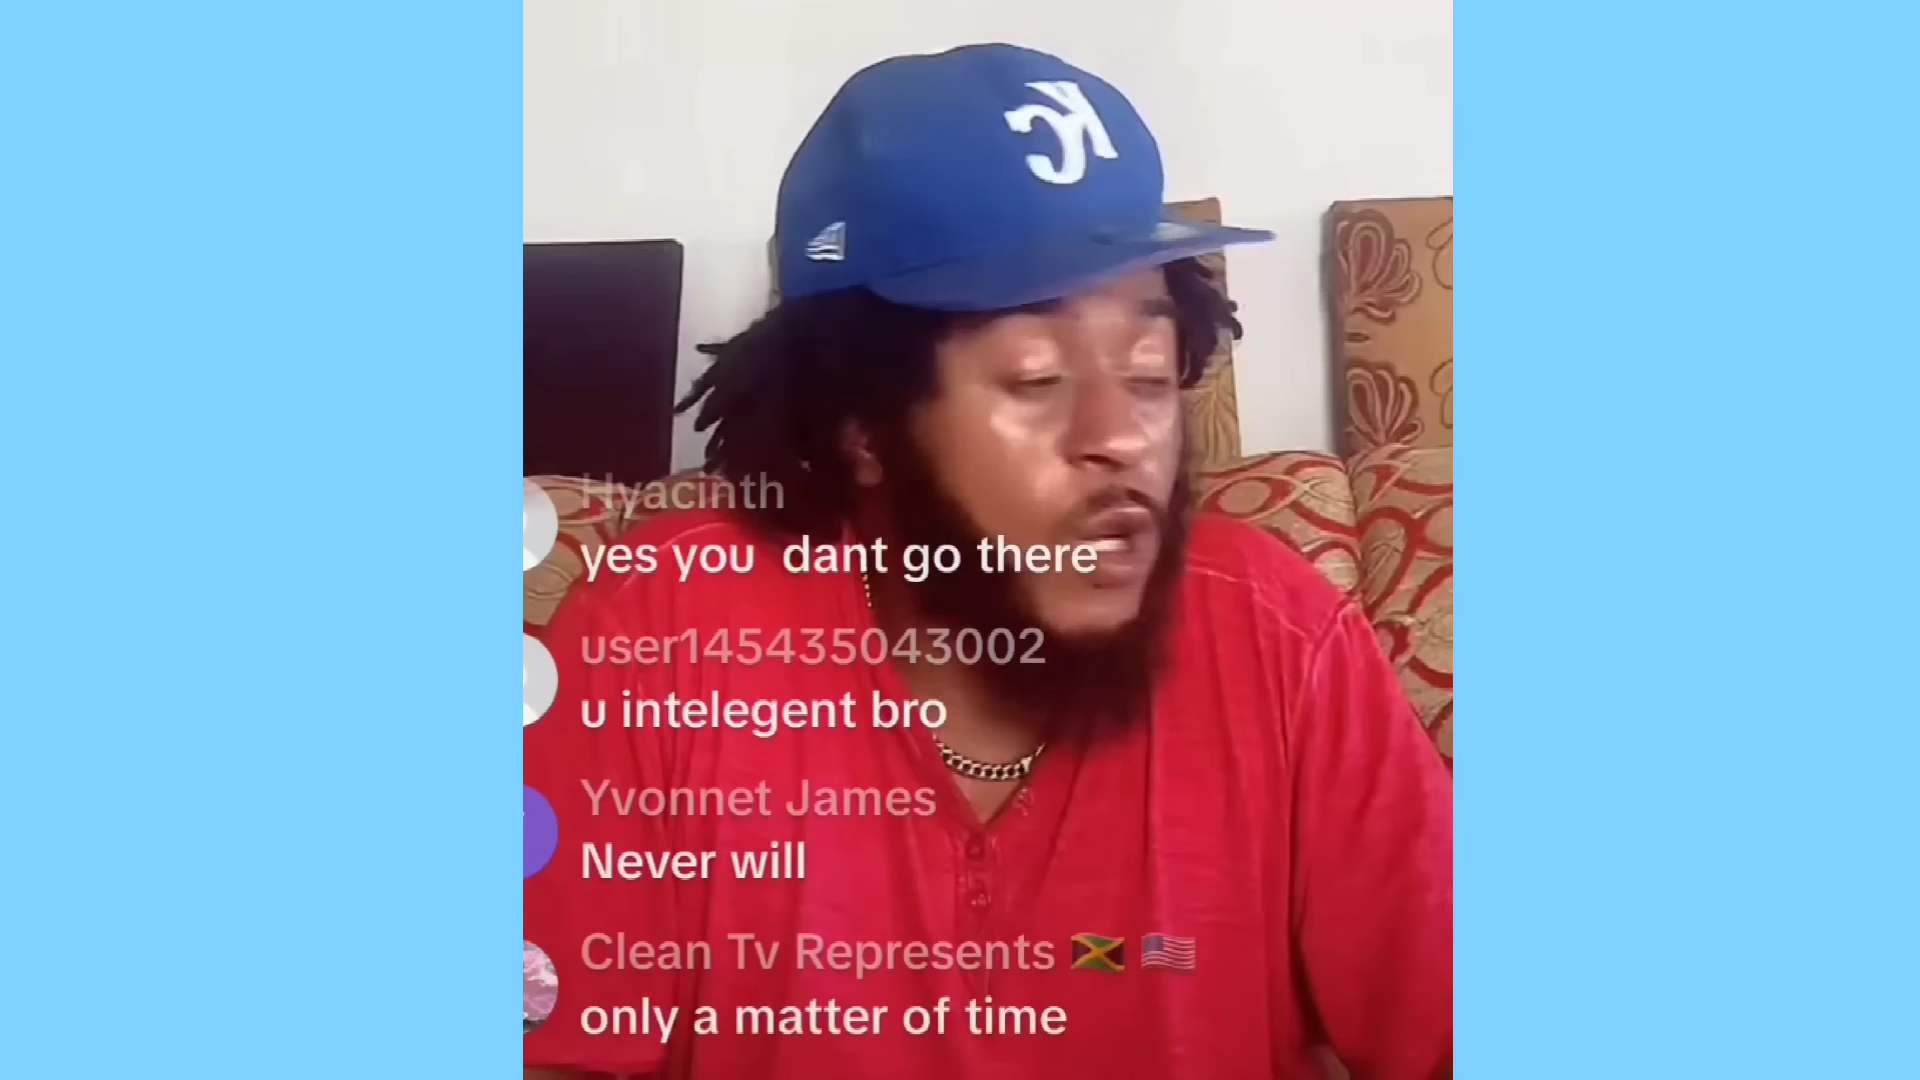 KC
Hyacinth
yes you  dant go there
user145435043002
u intelegent bro
Yvonnet James
Never will
Clean Tv Represents 🇯🇲 🇺🇸
only a matter of time